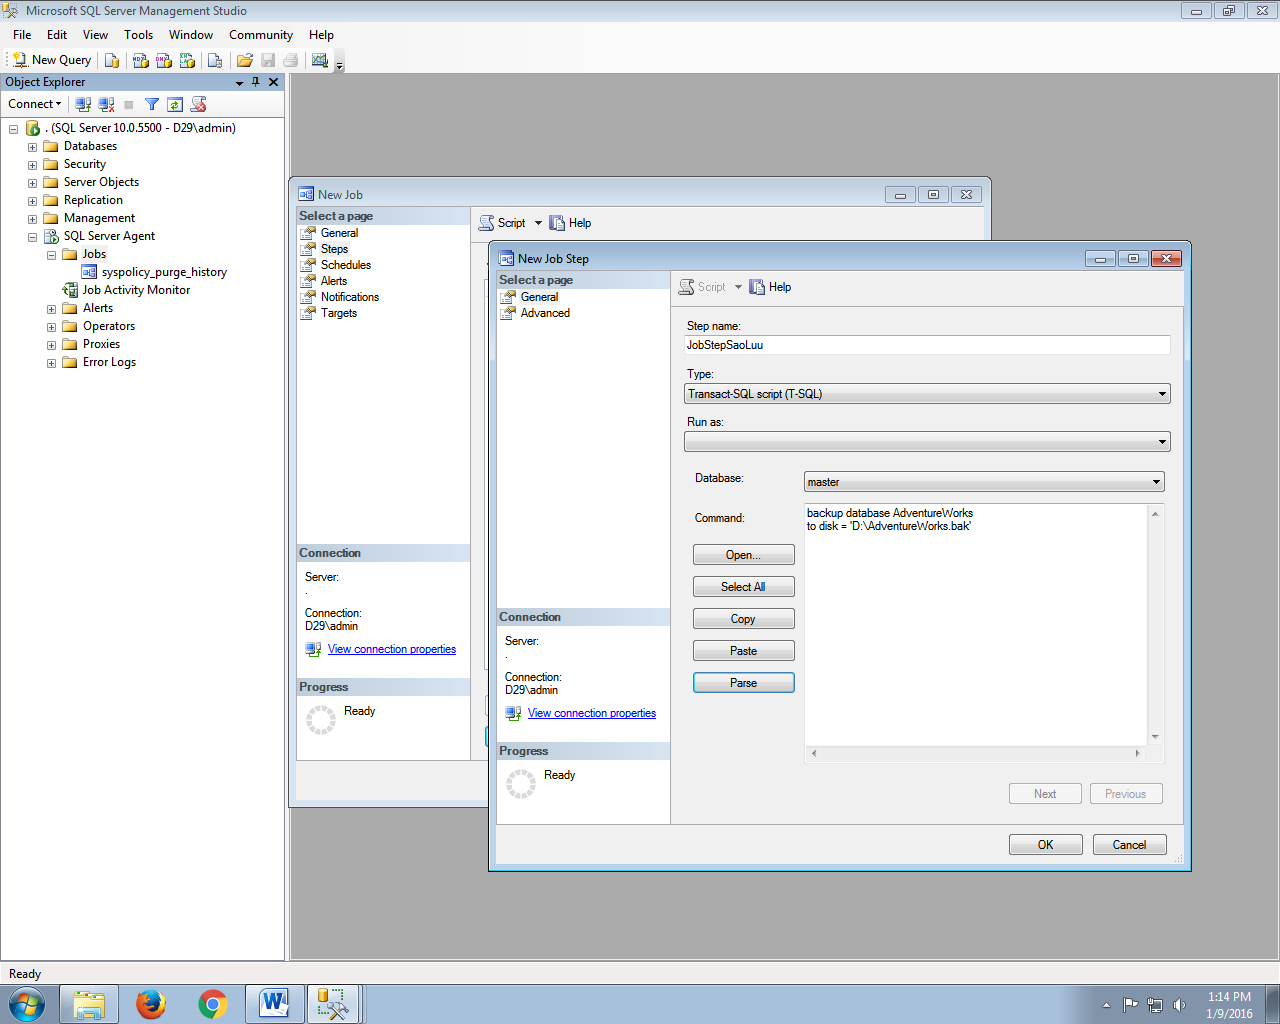 Microsoft SQL Server Management Studio
File Edit View Tools Window Community Help
New Query
Object Explorer
Connect
. (SQL Server 10.0.5500 - D29\admin)
Databases
Security
Server Objects
Replication
Management
SQL Server Agent
Jobs
syspolicy_purge_history
Job Activity Monitor
Alerts
Operators
Proxies
Error Logs
New Job
Select a page
General
Steps
Schedules
Alerts
Notifications
Targets
Script Help
Connection
Server:
.
Connection:
D29\admin
View connection properties
Progress
Ready
New Job Step
Select a page
General
Advanced
Connection
Server:
.
Connection:
D29\admin
View connection properties
Progress
Ready
Script Help
Step name:
JobStepSaoLuu
Type:
Transact-SQL script (T-SQL)
Run as:
Database:
master
Command:
backup database AdventureWorks
to disk = 'D:\AdventureWorks.bak'
Open...
Select All
Copy
Paste
Parse
Next Previous
OK Cancel
Ready
1:14 PM
1/9/2016